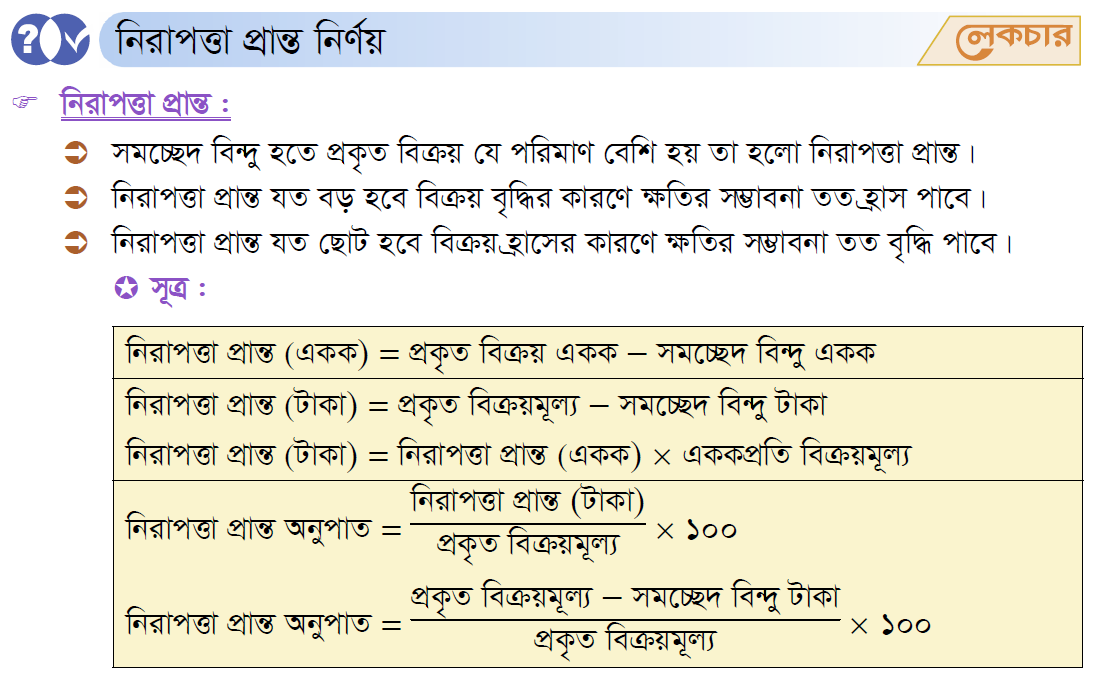 নিরাপত্তা প্রান্ত নির্ণয়
লেকচার
নিরাপত্তা প্রান্ত :
সমচ্ছেদ বিন্দু হতে প্রকৃত বিক্রয় যে পরিমাণ বেশি হয় তা হলো নিরাপত্তা প্রান্ত।
নিরাপত্তা প্রান্ত যত বড় হবে বিক্রয় বৃদ্ধির কারণে ক্ষতির সম্ভাবনা তত হ্রাস পাবে।
নিরাপত্তা প্রান্ত যত ছোট হবে বিক্রয় হ্রাসের কারণে ক্ষতির সম্ভাবনা তত বৃদ্ধি পাবে।
সূত্র :
নিরাপত্তা প্রান্ত (একক) = প্রকৃত বিক্রয় একক – সমচ্ছেদ বিন্দু একক
নিরাপত্তা প্রান্ত (টাকা) = প্রকৃত বিক্রয়মূল্য – সমচ্ছেদ বিন্দু টাকা
নিরাপত্তা প্রান্ত (টাকা) = নিরাপত্তা প্রান্ত (একক) × এককপ্রতি বিক্রয়মূল্য
নিরাপত্তা প্রান্ত (টাকা)
নিরাপত্তা প্রান্ত অনুপাত = × ১০০
প্রকৃত বিক্রয়মূল্য
প্রকৃত বিক্রয়মূল্য – সমচ্ছেদ বিন্দু টাকা
নিরাপত্তা প্রান্ত অনুপাত = × ১০০
প্রকৃত বিক্রয়মূল্য